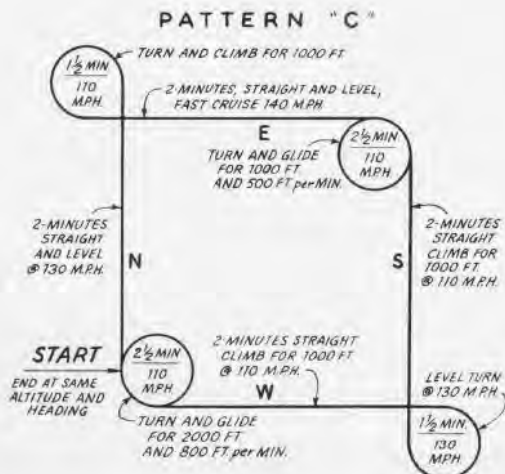 PATTERN "C"
1½ MIN
110
M.P.H.
TURN AND CLIMB FOR 1000 FT
2-MINUTES, STRAIGHT AND LEVEL,
FAST CRUISE 140 M.P.H.
E
2½ MIN
110
M.P.H.
TURN AND GLIDE
FOR 1000 FT
AND 500 FT per MIN.
2-MINUTES
STRAIGHT
AND LEVEL
@ 130 M.P.H.
N
S
2-MINUTES
STRAIGHT
CLIMB FOR
1000 FT
@ 110 M.P.H.
START
END AT SAME
ALTITUDE AND
HEADING
2½ MIN
110
M.P.H.
2-MINUTES STRAIGHT
CLIMB FOR 1000 FT
@ 110 M.P.H.
W
LEVEL TURN
@ 130 M.P.H.
TURN AND GLIDE
FOR 2000 FT
AND 800 FT per MIN.
1½ MIN.
130
M.P.H.